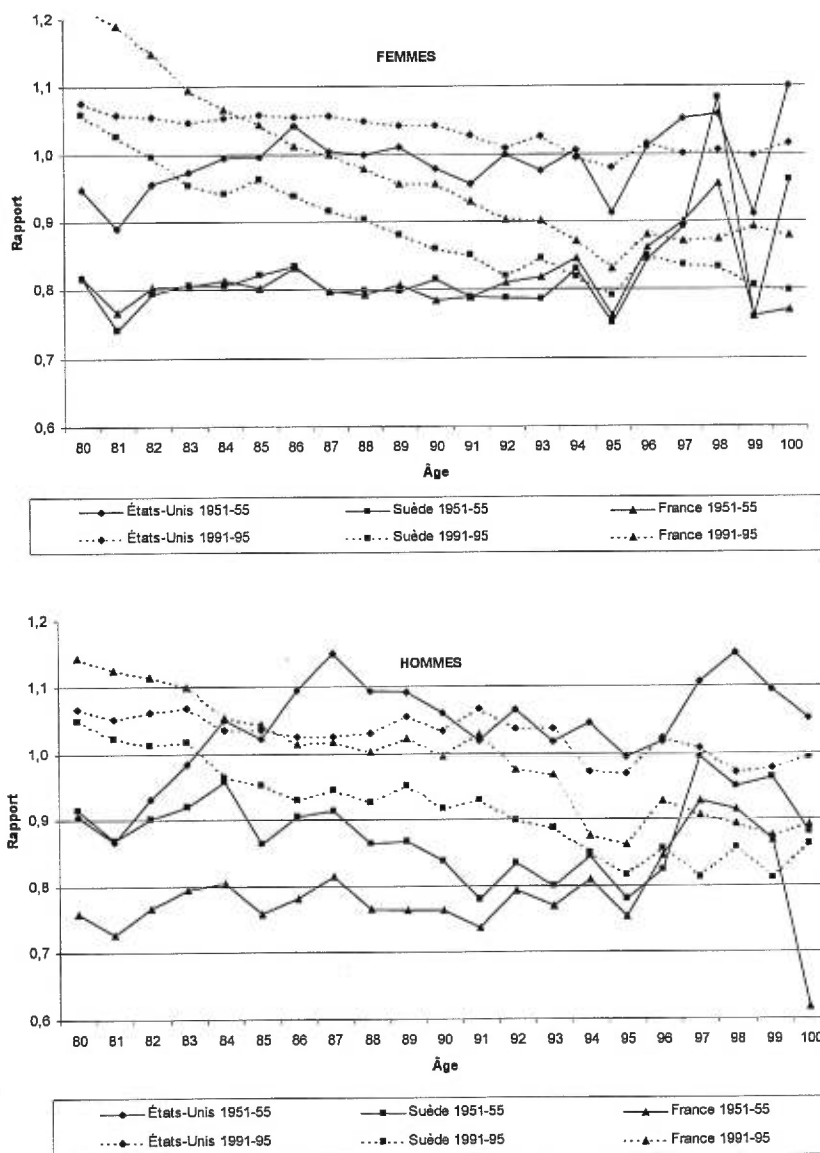 FEMMES
Rapport
1,2
1,1
1,0
0,9
0,8
0,7
0,6
80 81 82 83 84 85 86 87 88 89 90 91 92 93 94 95 96 97 98 99 100
Âge
États-Unis 1951-55 Suède 1951-55 France 1951-55
États-Unis 1991-95 Suède 1991-95 France 1991-95
HOMMES
Rapport
1,2
1,1
1,0
0,9
0,8
0,7
0,6
80 81 82 83 84 85 86 87 88 89 90 91 92 93 94 95 96 97 98 99 100
Âge
États-Unis 1951-55 Suède 1951-55 France 1951-55
États-Unis 1991-95 Suède 1991-95 France 1991-95